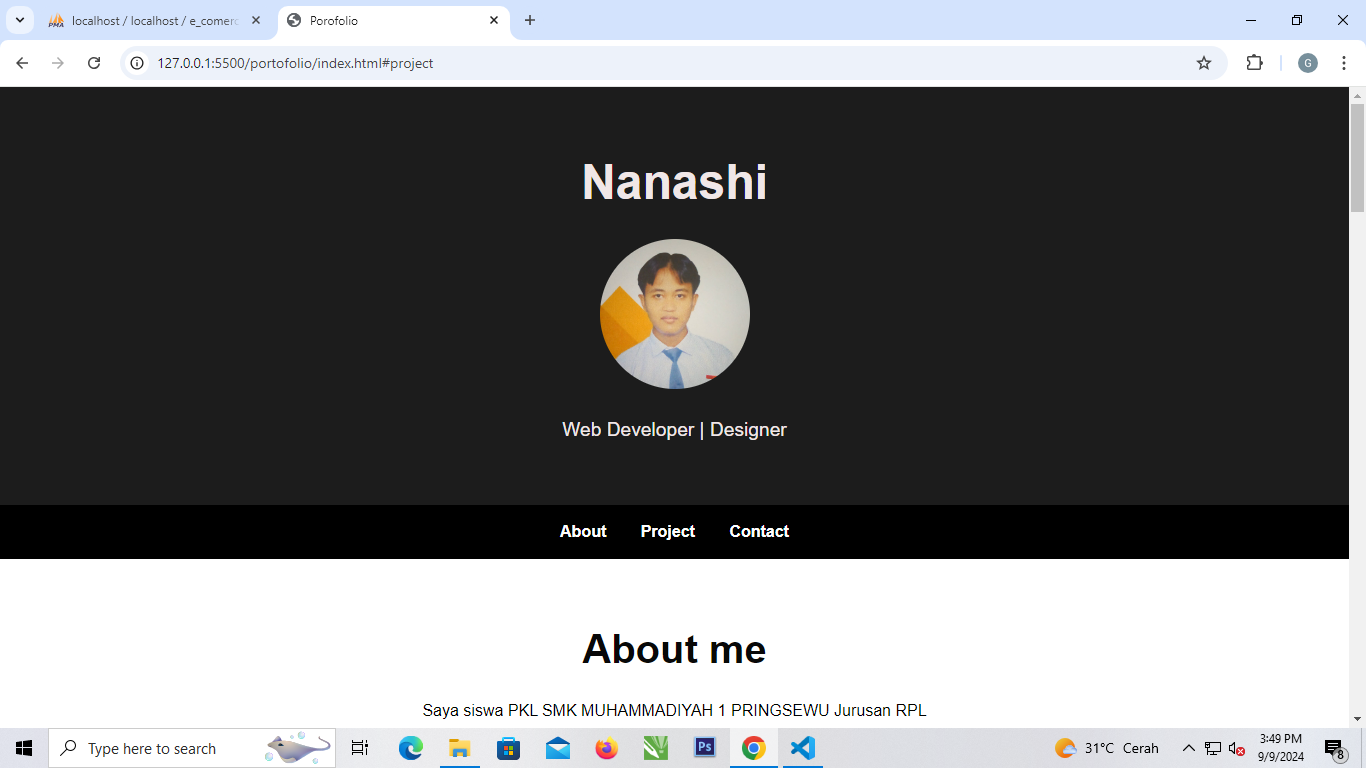 localhost / localhost / e_comerc
Porofolio
127.0.0.1:5500/portofolio/index.html#project
G
Nanashi
Web Developer | Designer
About Project Contact
About me
Saya siswa PKL SMK MUHAMMADIYAH 1 PRINGSEWU Jurusan RPL
Type here to search
Ps
31°C Cerah
3:49 PM
9/9/2024
8